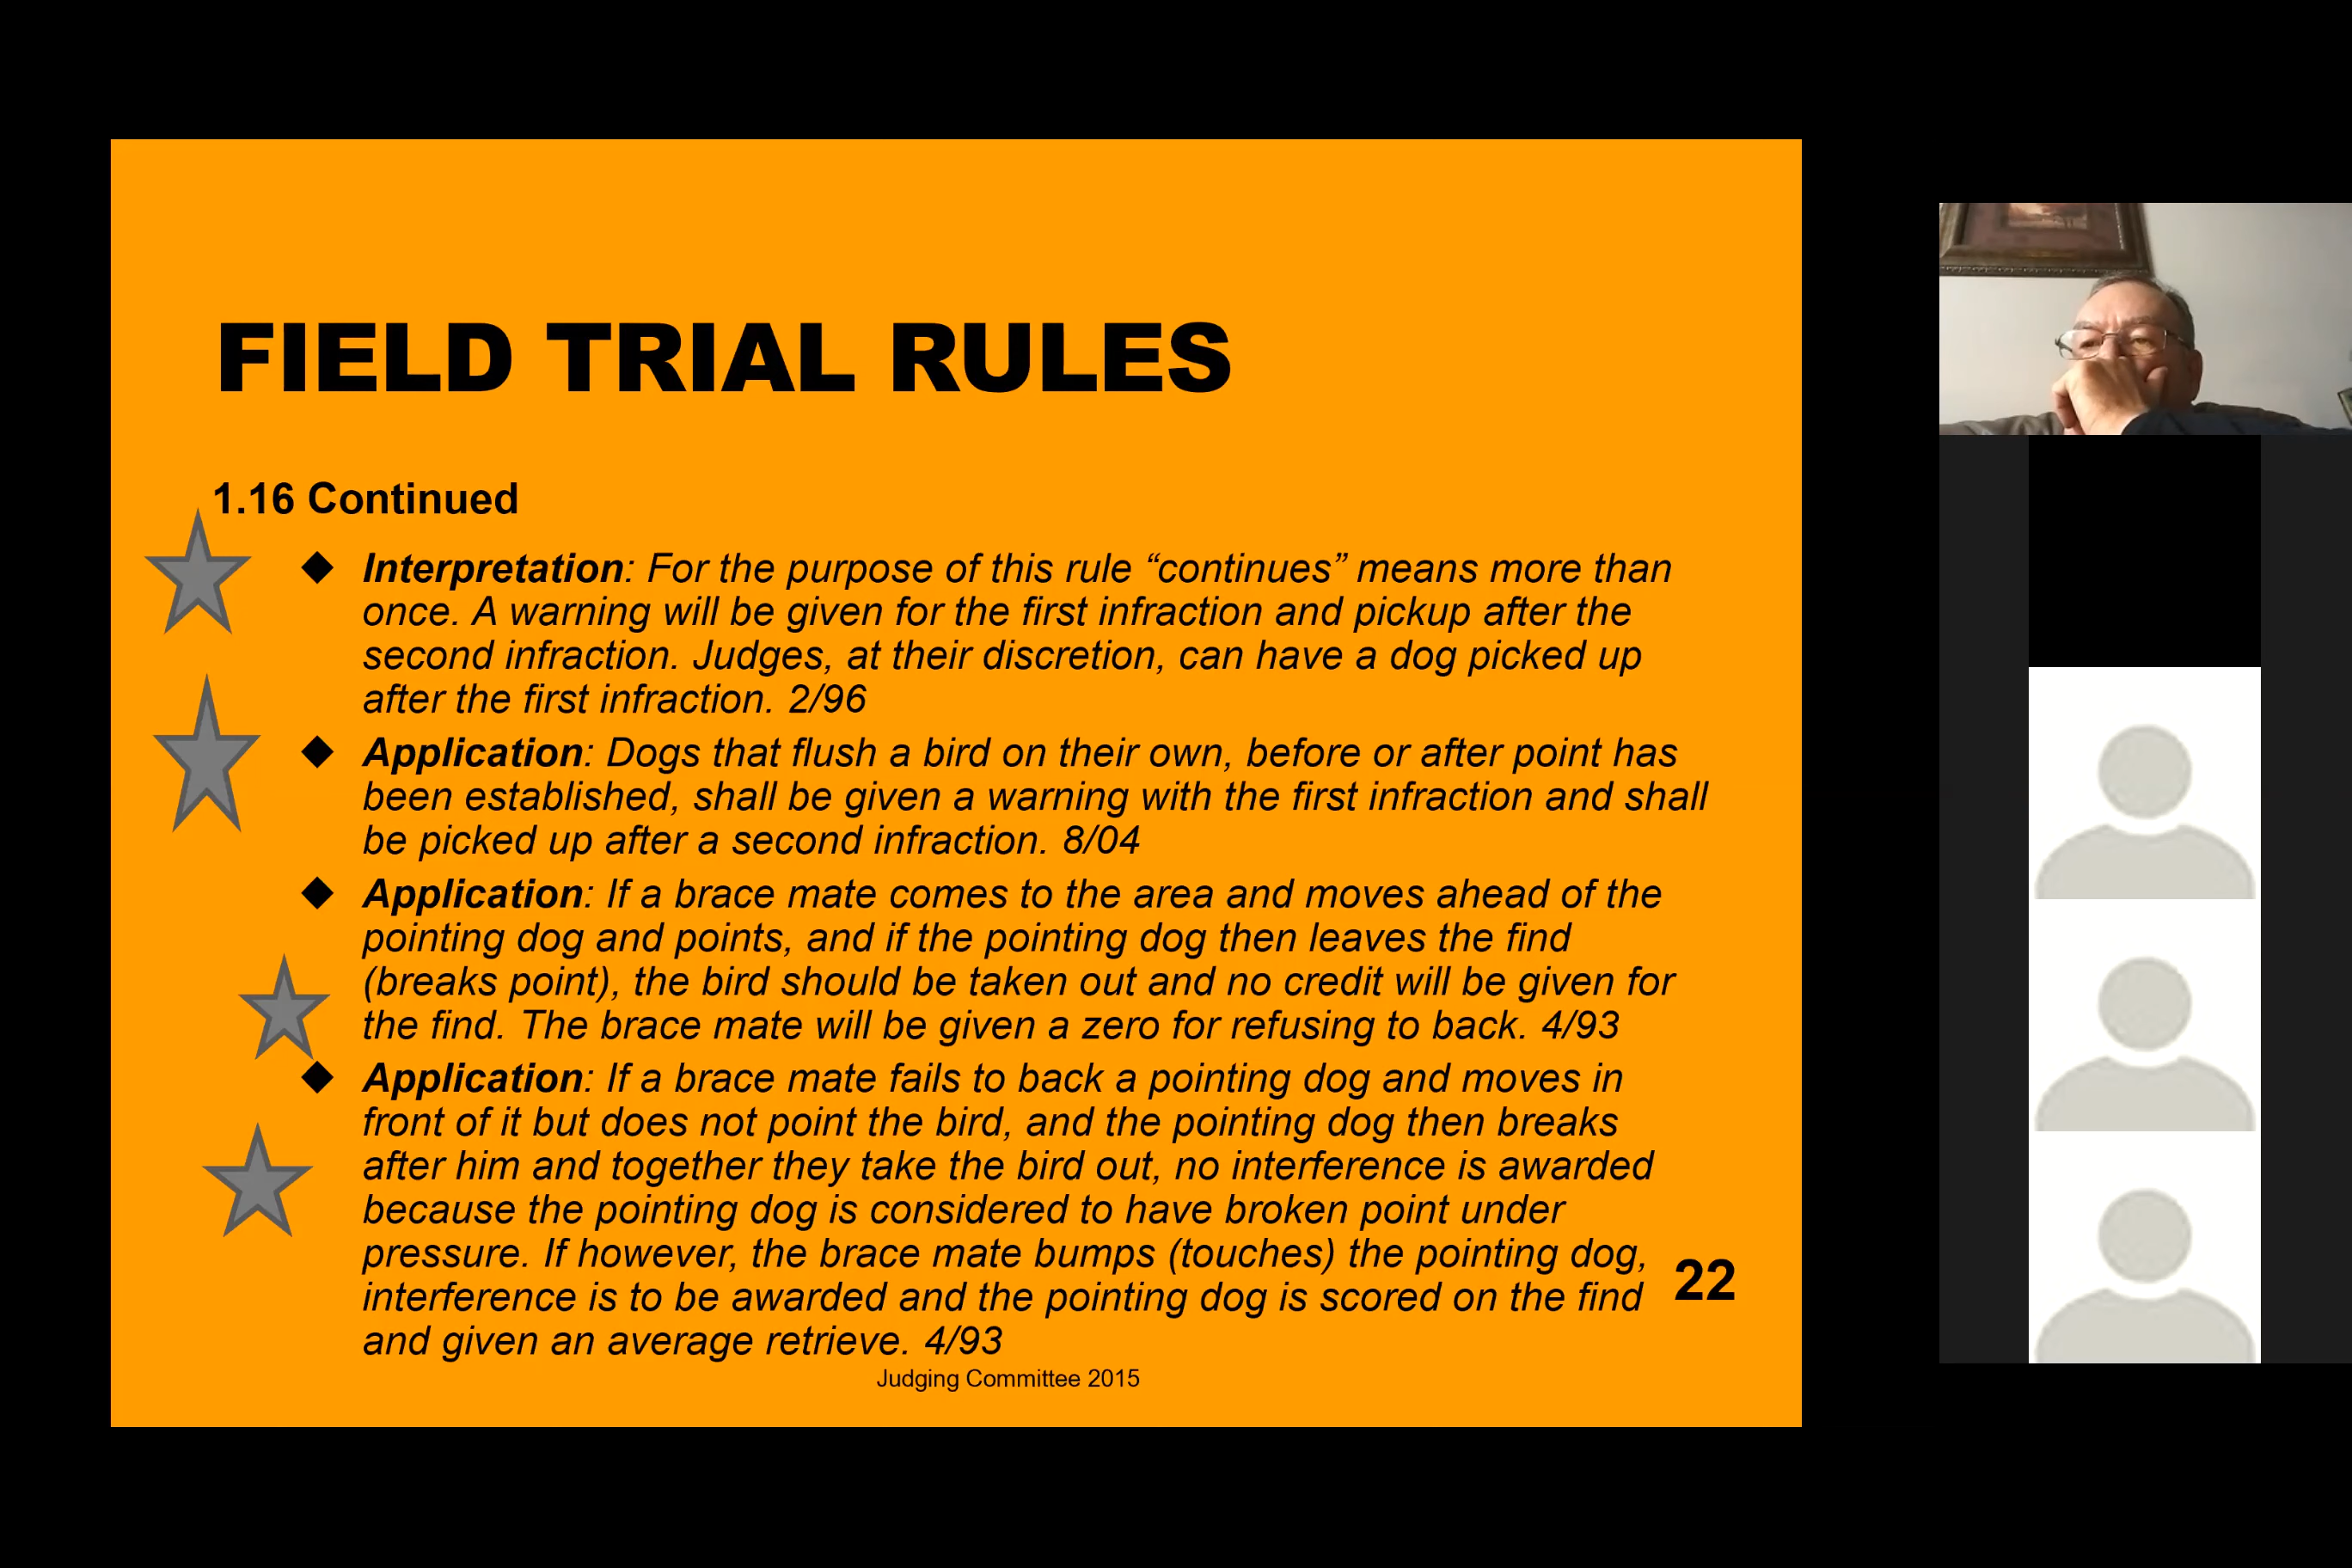 FIELD TRIAL RULES
1.16 Continued
Interpretation: For the purpose of this rule “continues” means more than
once. A warning will be given for the first infraction and pickup after the
second infraction. Judges, at their discretion, can have a dog picked up
after the first infraction. 2/96
Application: Dogs that flush a bird on their own, before or after point has
been established, shall be given a warning with the first infraction and shall
be picked up after a second infraction. 8/04
Application: If a brace mate comes to the area and moves ahead of the
pointing dog and points, and if the pointing dog then leaves the find
(breaks point), the bird should be taken out and no credit will be given for
the find. The brace mate will be given a zero for refusing to back. 4/93
Application: If a brace mate fails to back a pointing dog and moves in
front of it but does not point the bird, and the pointing dog then breaks
after him and together they take the bird out, no interference is awarded
because the pointing dog is considered to have broken point under
pressure. If however, the brace mate bumps (touches) the pointing dog,
interference is to be awarded and the pointing dog is scored on the find
and given an average retrieve. 4/93
22
Judging Committee 2015